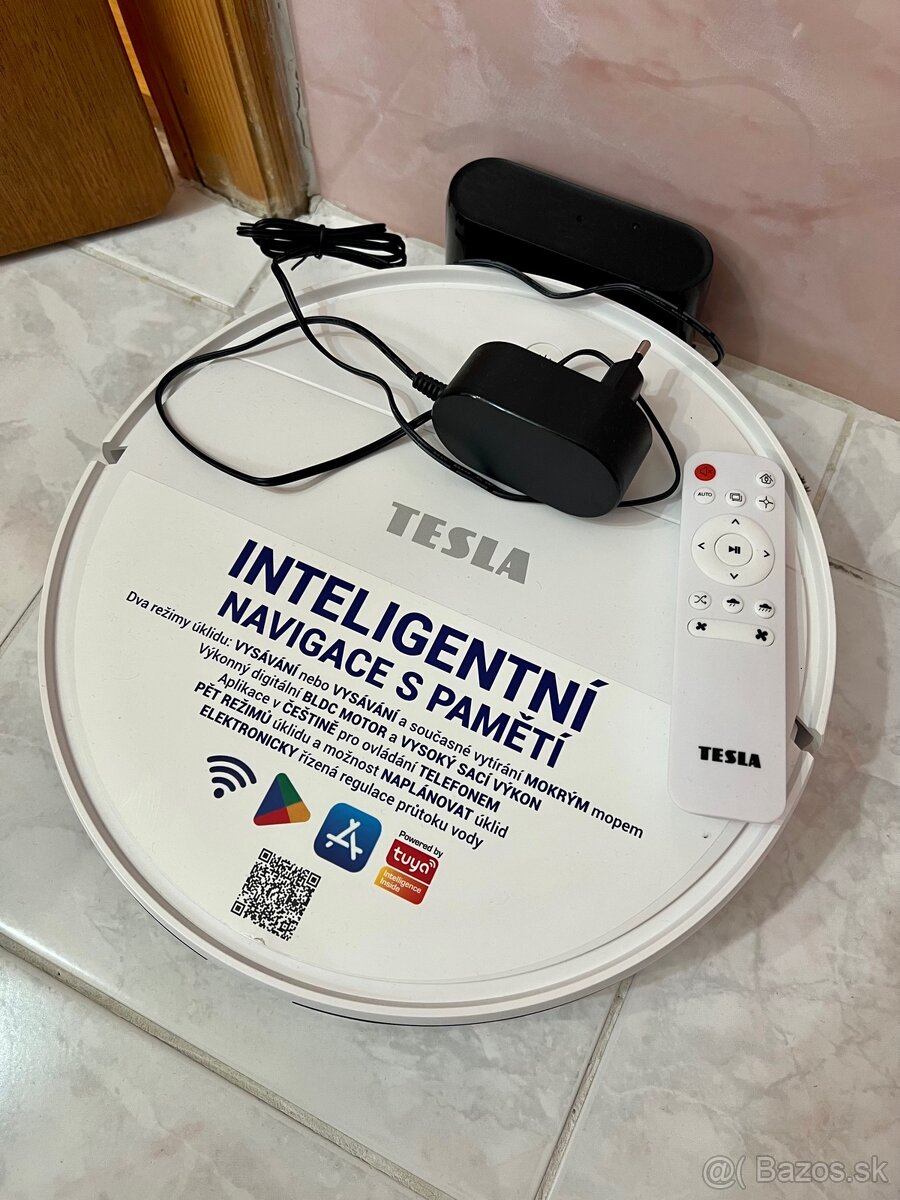 TESLA
INTELIGENTNÍ
NAVIGACE S PAMĚTÍ
Dva režimy úklidu: VYSÁVÁNÍ nebo VYSÁVÁNÍ a současné vytírání MOKRÝM mopem
Výkonný digitální BLDC MOTOR a VYSOKÝ SACÍ VÝKON
Aplikace v ČEŠTINĚ pro ovládání TELEFONEM
PĚT REŽIMŮ úklidu a možnost NAPLÁNOVAT úklid
ELEKTRONICKY řízená regulace průtoku vody
Powered by
tuya
Intelligence
Inside
AUTO
TESLA
@( Bazos.sk